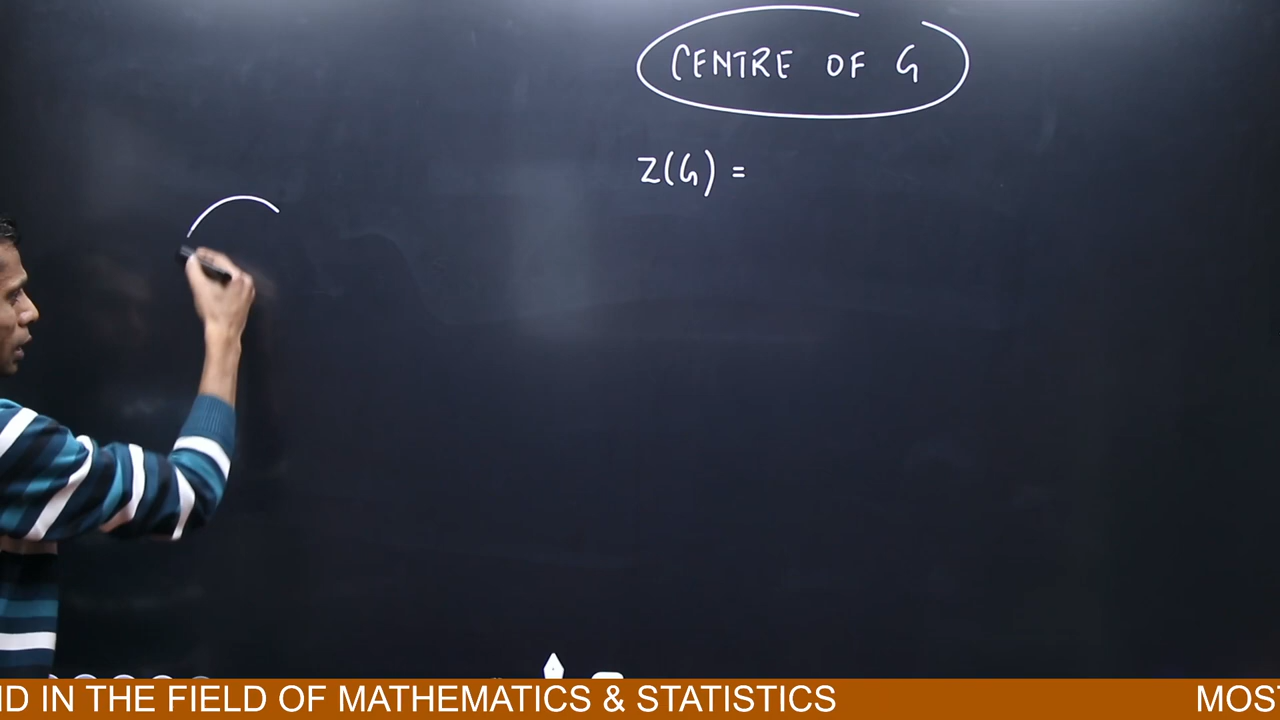 CENTRE OF G
Z(G) =
ND IN THE FIELD OF MATHEMATICS & STATISTICS MOST